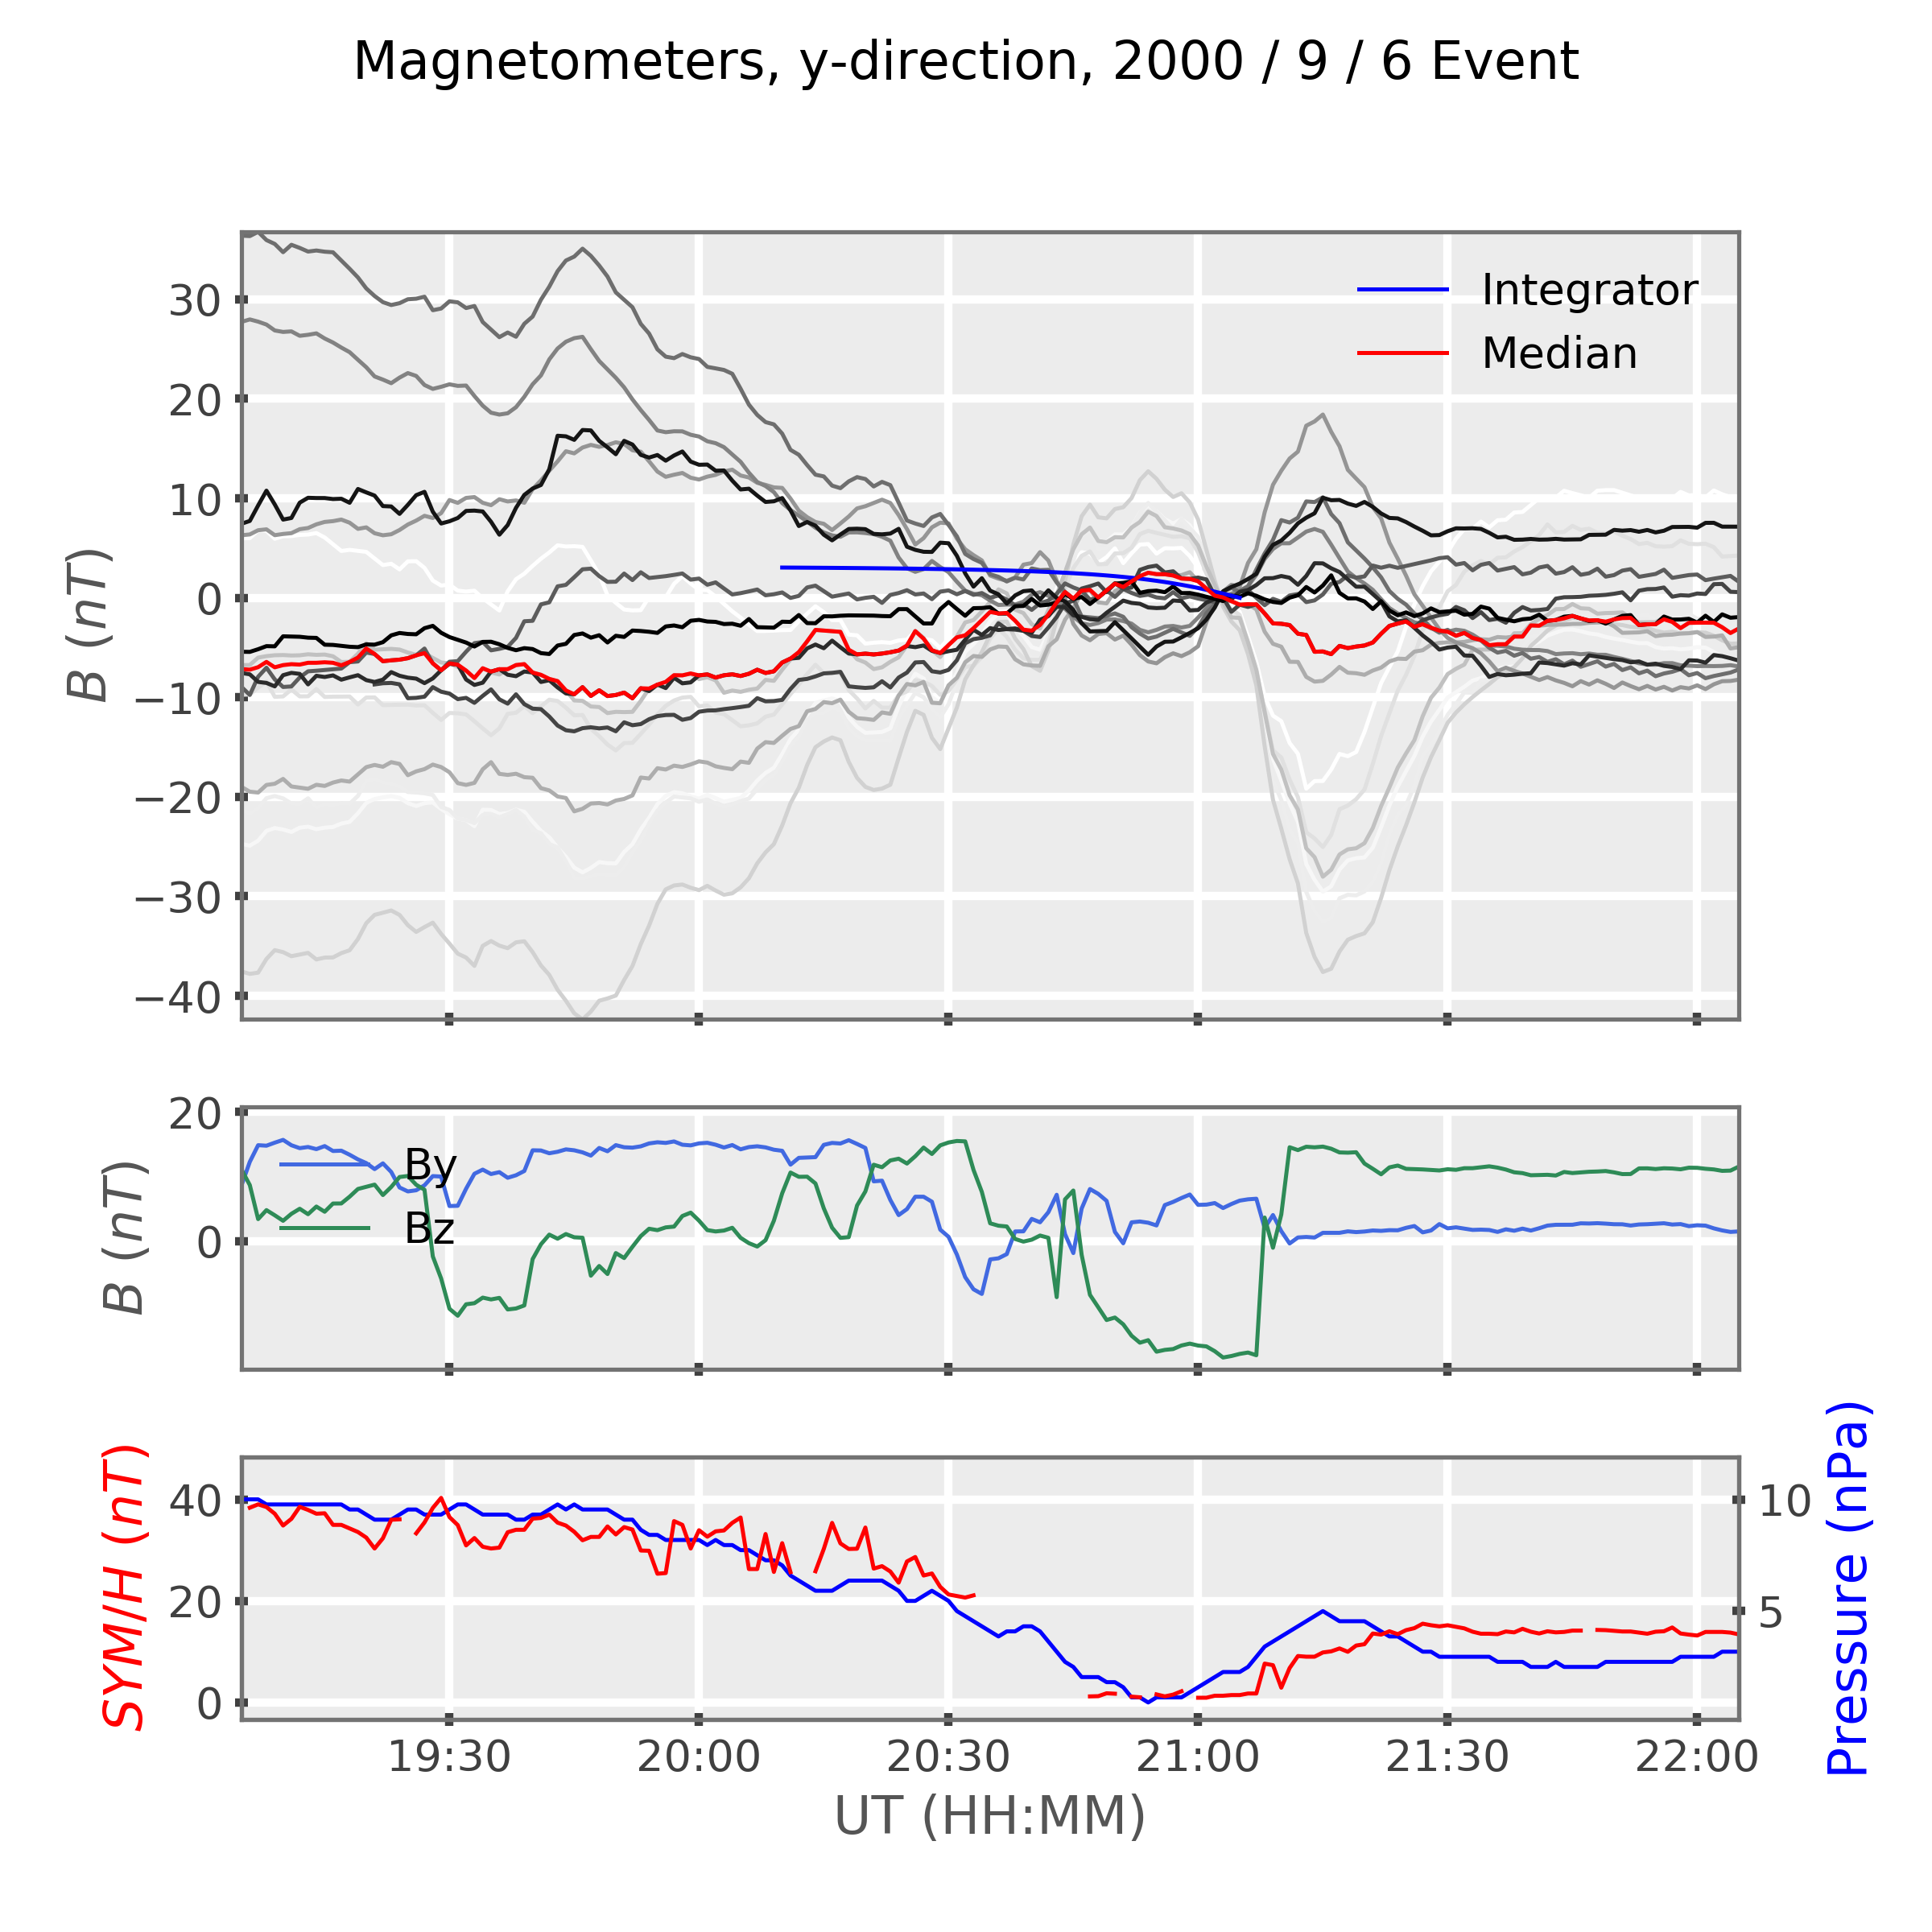 Magnetometers, y-direction, 2000 / 9 / 6 Event
B (nT)
30
20
10
0
−10
−20
−30
−40
Integrator
Median
B (nT)
20
0
By
Bz
SYM/H (nT)
40
20
0
10
5
Pressure (nPa)
19:30 20:00 20:30 21:00 21:30 22:00
UT (HH:MM)